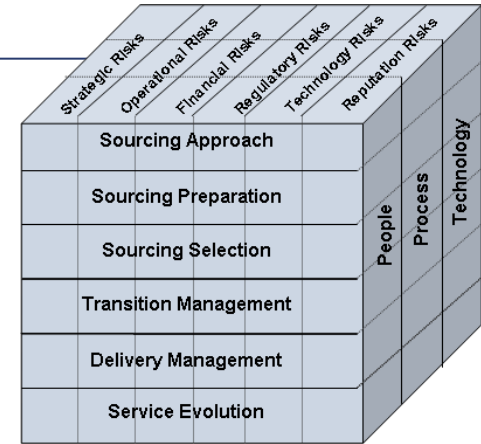 Strategic Risks
Operational Risks
Financial Risks
Regulatory Risks
Technology Risks
Reputation Risks
Sourcing Approach
Sourcing Preparation
Sourcing Selection
Transition Management
Delivery Management
Service Evolution
People
Process
Technology